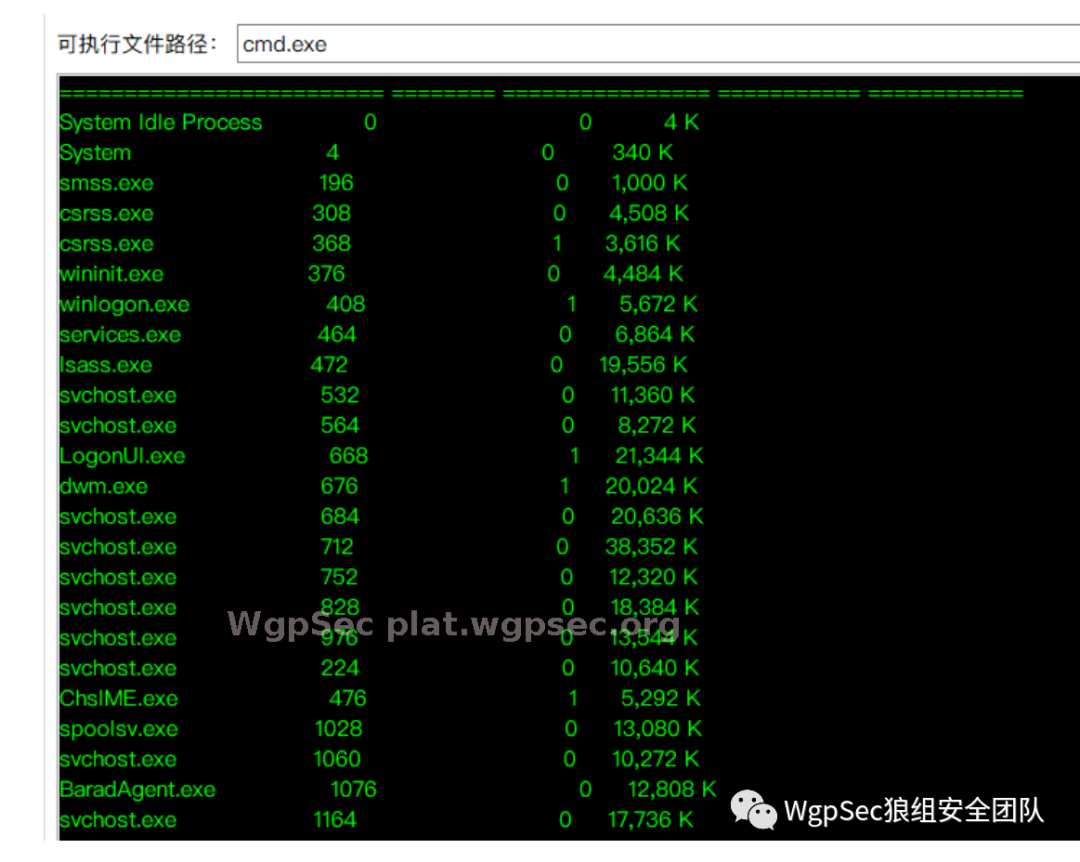 可执行文件路径： cmd.exe
========================= ======== ================ =========== ============
System Idle Process 0 0 4 K
System 4 0 340 K
smss.exe 196 0 1,000 K
csrss.exe 308 0 4,508 K
csrss.exe 368 1 3,616 K
wininit.exe 376 0 4,484 K
winlogon.exe 408 1 5,672 K
services.exe 464 0 6,864 K
lsass.exe 472 0 19,556 K
svchost.exe 532 0 11,360 K
svchost.exe 564 0 8,272 K
LogonUI.exe 668 1 21,344 K
dwm.exe 676 1 20,024 K
svchost.exe 684 0 20,636 K
svchost.exe 712 0 38,352 K
svchost.exe 752 0 12,320 K
svchost.exe 828 0 18,384 K
WgpSec plat.wgpsec.org
svchost.exe 976 0 13,544 K
svchost.exe 224 0 10,640 K
ChsIME.exe 476 1 5,292 K
spoolsv.exe 1028 0 13,080 K
svchost.exe 1060 0 10,272 K
BaradAgent.exe 1076 0 12,808 K
svchost.exe 1164 0 17,736 K
WgpSec狼组安全团队